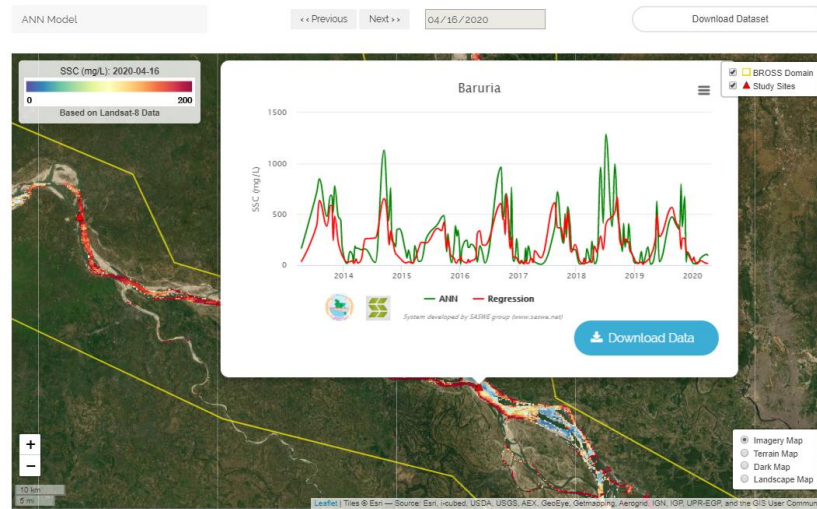 ANN Model
‹‹ Previous
Next ››
04/16/2020
Download Dataset
SSC (mg/L): 2020-04-16
0
200
Based on Landsat-8 Data
BROSS Domain
Study Sites
Baruria
SSC (mg/L)
1500
1000
500
0
2014
2015
2016
2017
2018
2019
2020
ANN
Regression
System developed by SASWE group (www.saswe.net)
Download Data
+
−
10 km
5 mi
Imagery Map
Terrain Map
Dark Map
Landscape Map
Leaflet | Tiles © Esri — Source: Esri, i-cubed, USDA, USGS, AEX, GeoEye, Getmapping, Aerogrid, IGN, IGP, UPR-EGP, and the GIS User Commun